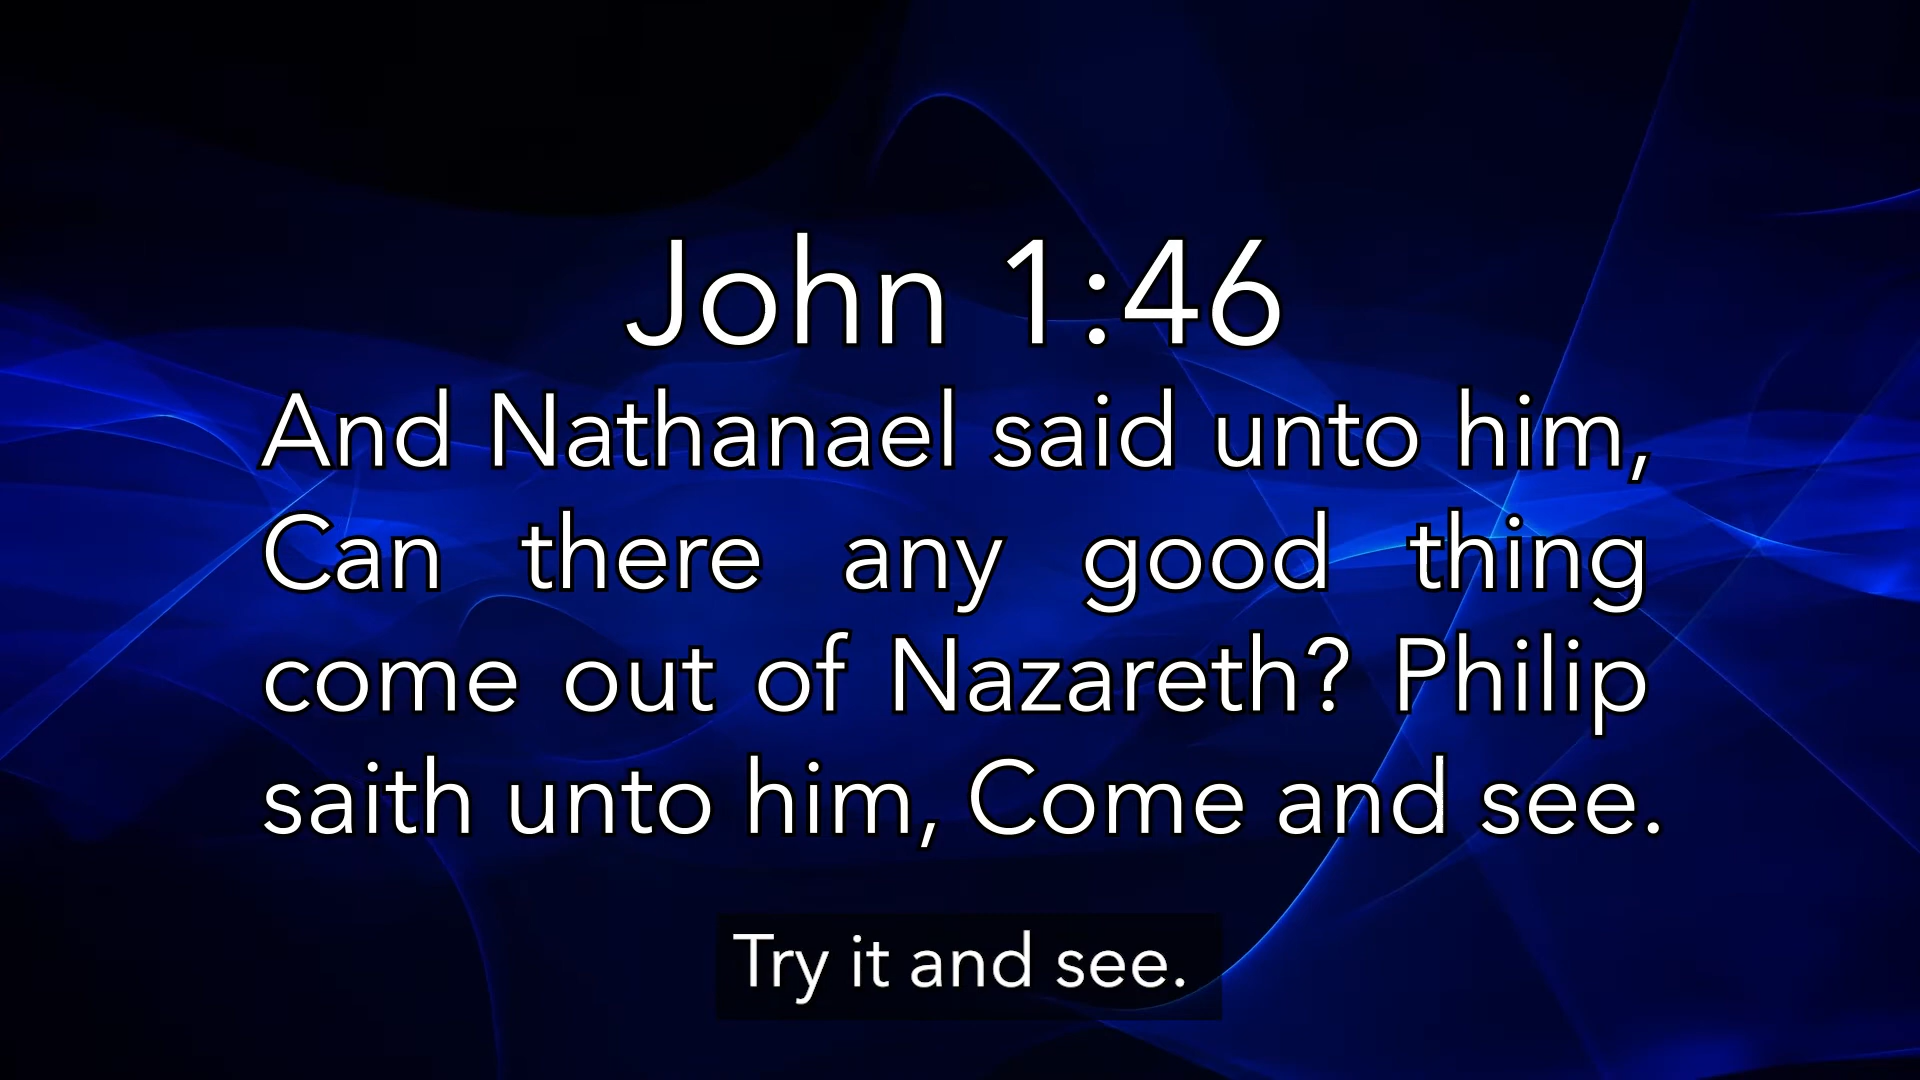 John 1:46
And Nathanael said unto him,
Can there any good thing
come out of Nazareth? Philip
saith unto him, Come and see.
Try it and see.